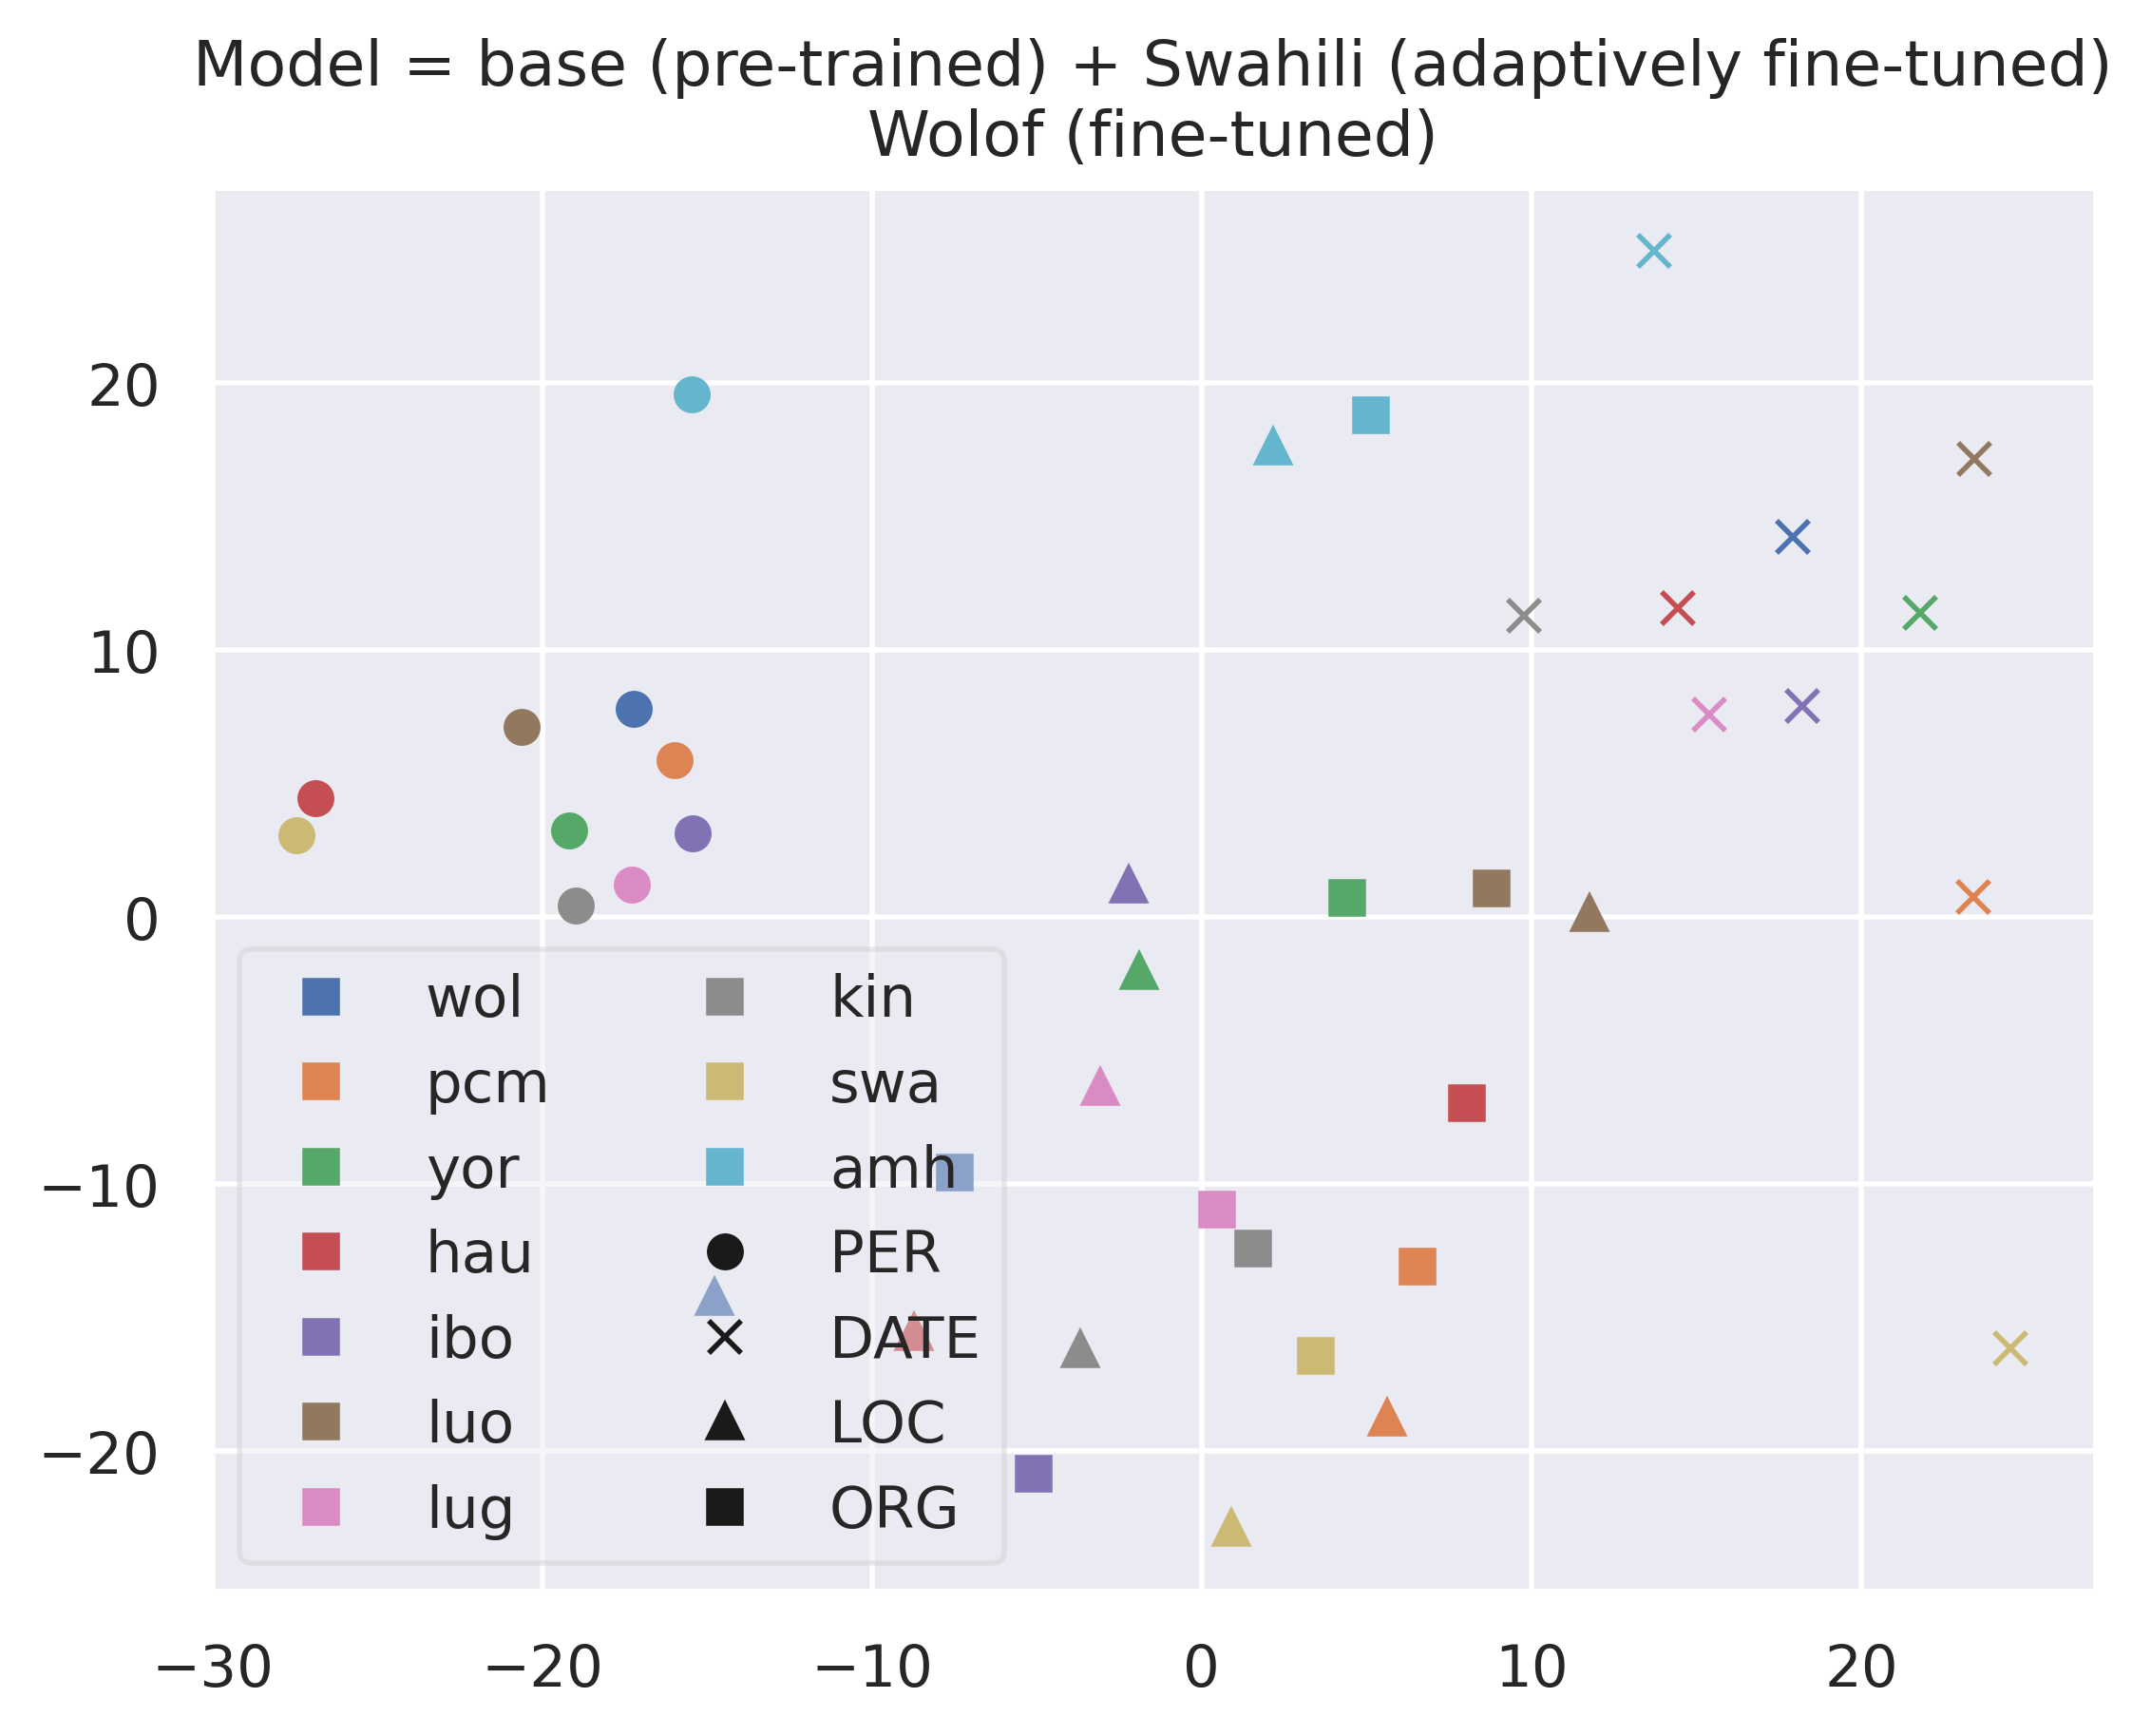 Model = base (pre-trained) + Swahili (adaptively fine-tuned)
Wolof (fine-tuned)
20
10
0
−10
−20
wol
pcm
yor
hau
ibo
luo
lug
kin
swa
amh
PER
DATE
LOC
ORG
−30
−20
−10
0
10
20